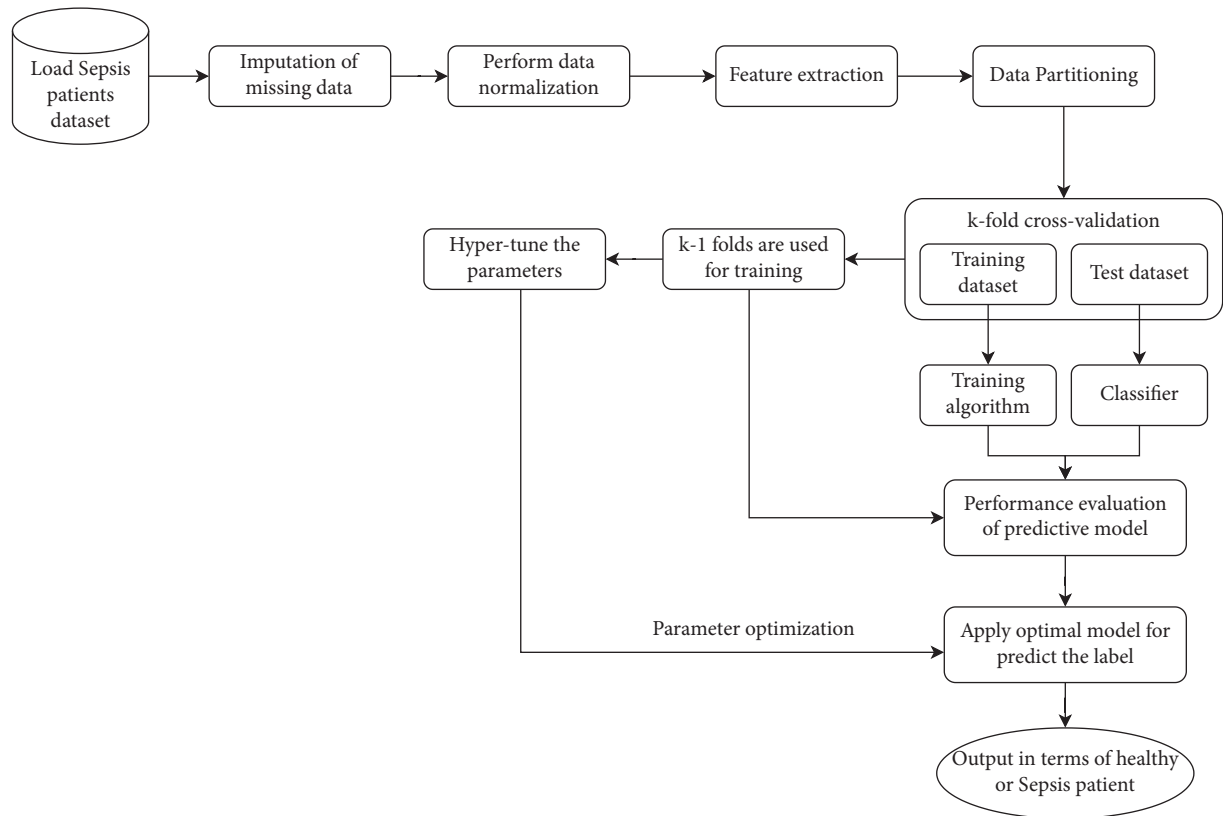 Load Sepsis
patients
dataset
Imputation of
missing data
Perform data
normalization
Feature extraction
Data Partitioning
k-fold cross-validation
Training
dataset
Test dataset
k-1 folds are used
for training
Hyper-tune the
parameters
Training
algorithm
Classifier
Performance evaluation
of predictive model
Parameter optimization
Apply optimal model for
predict the label
Output in terms of healthy
or Sepsis patient